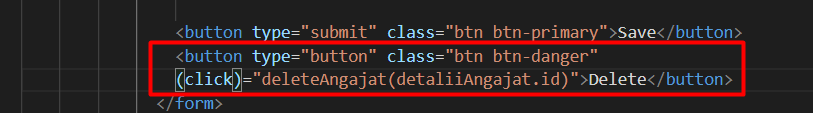 <button type="submit" class="btn btn-primary">Save</button>
<button type="button" class="btn btn-danger"
(click)="deleteAngajat(detaliiAngajat.id)">Delete</button>
</form>